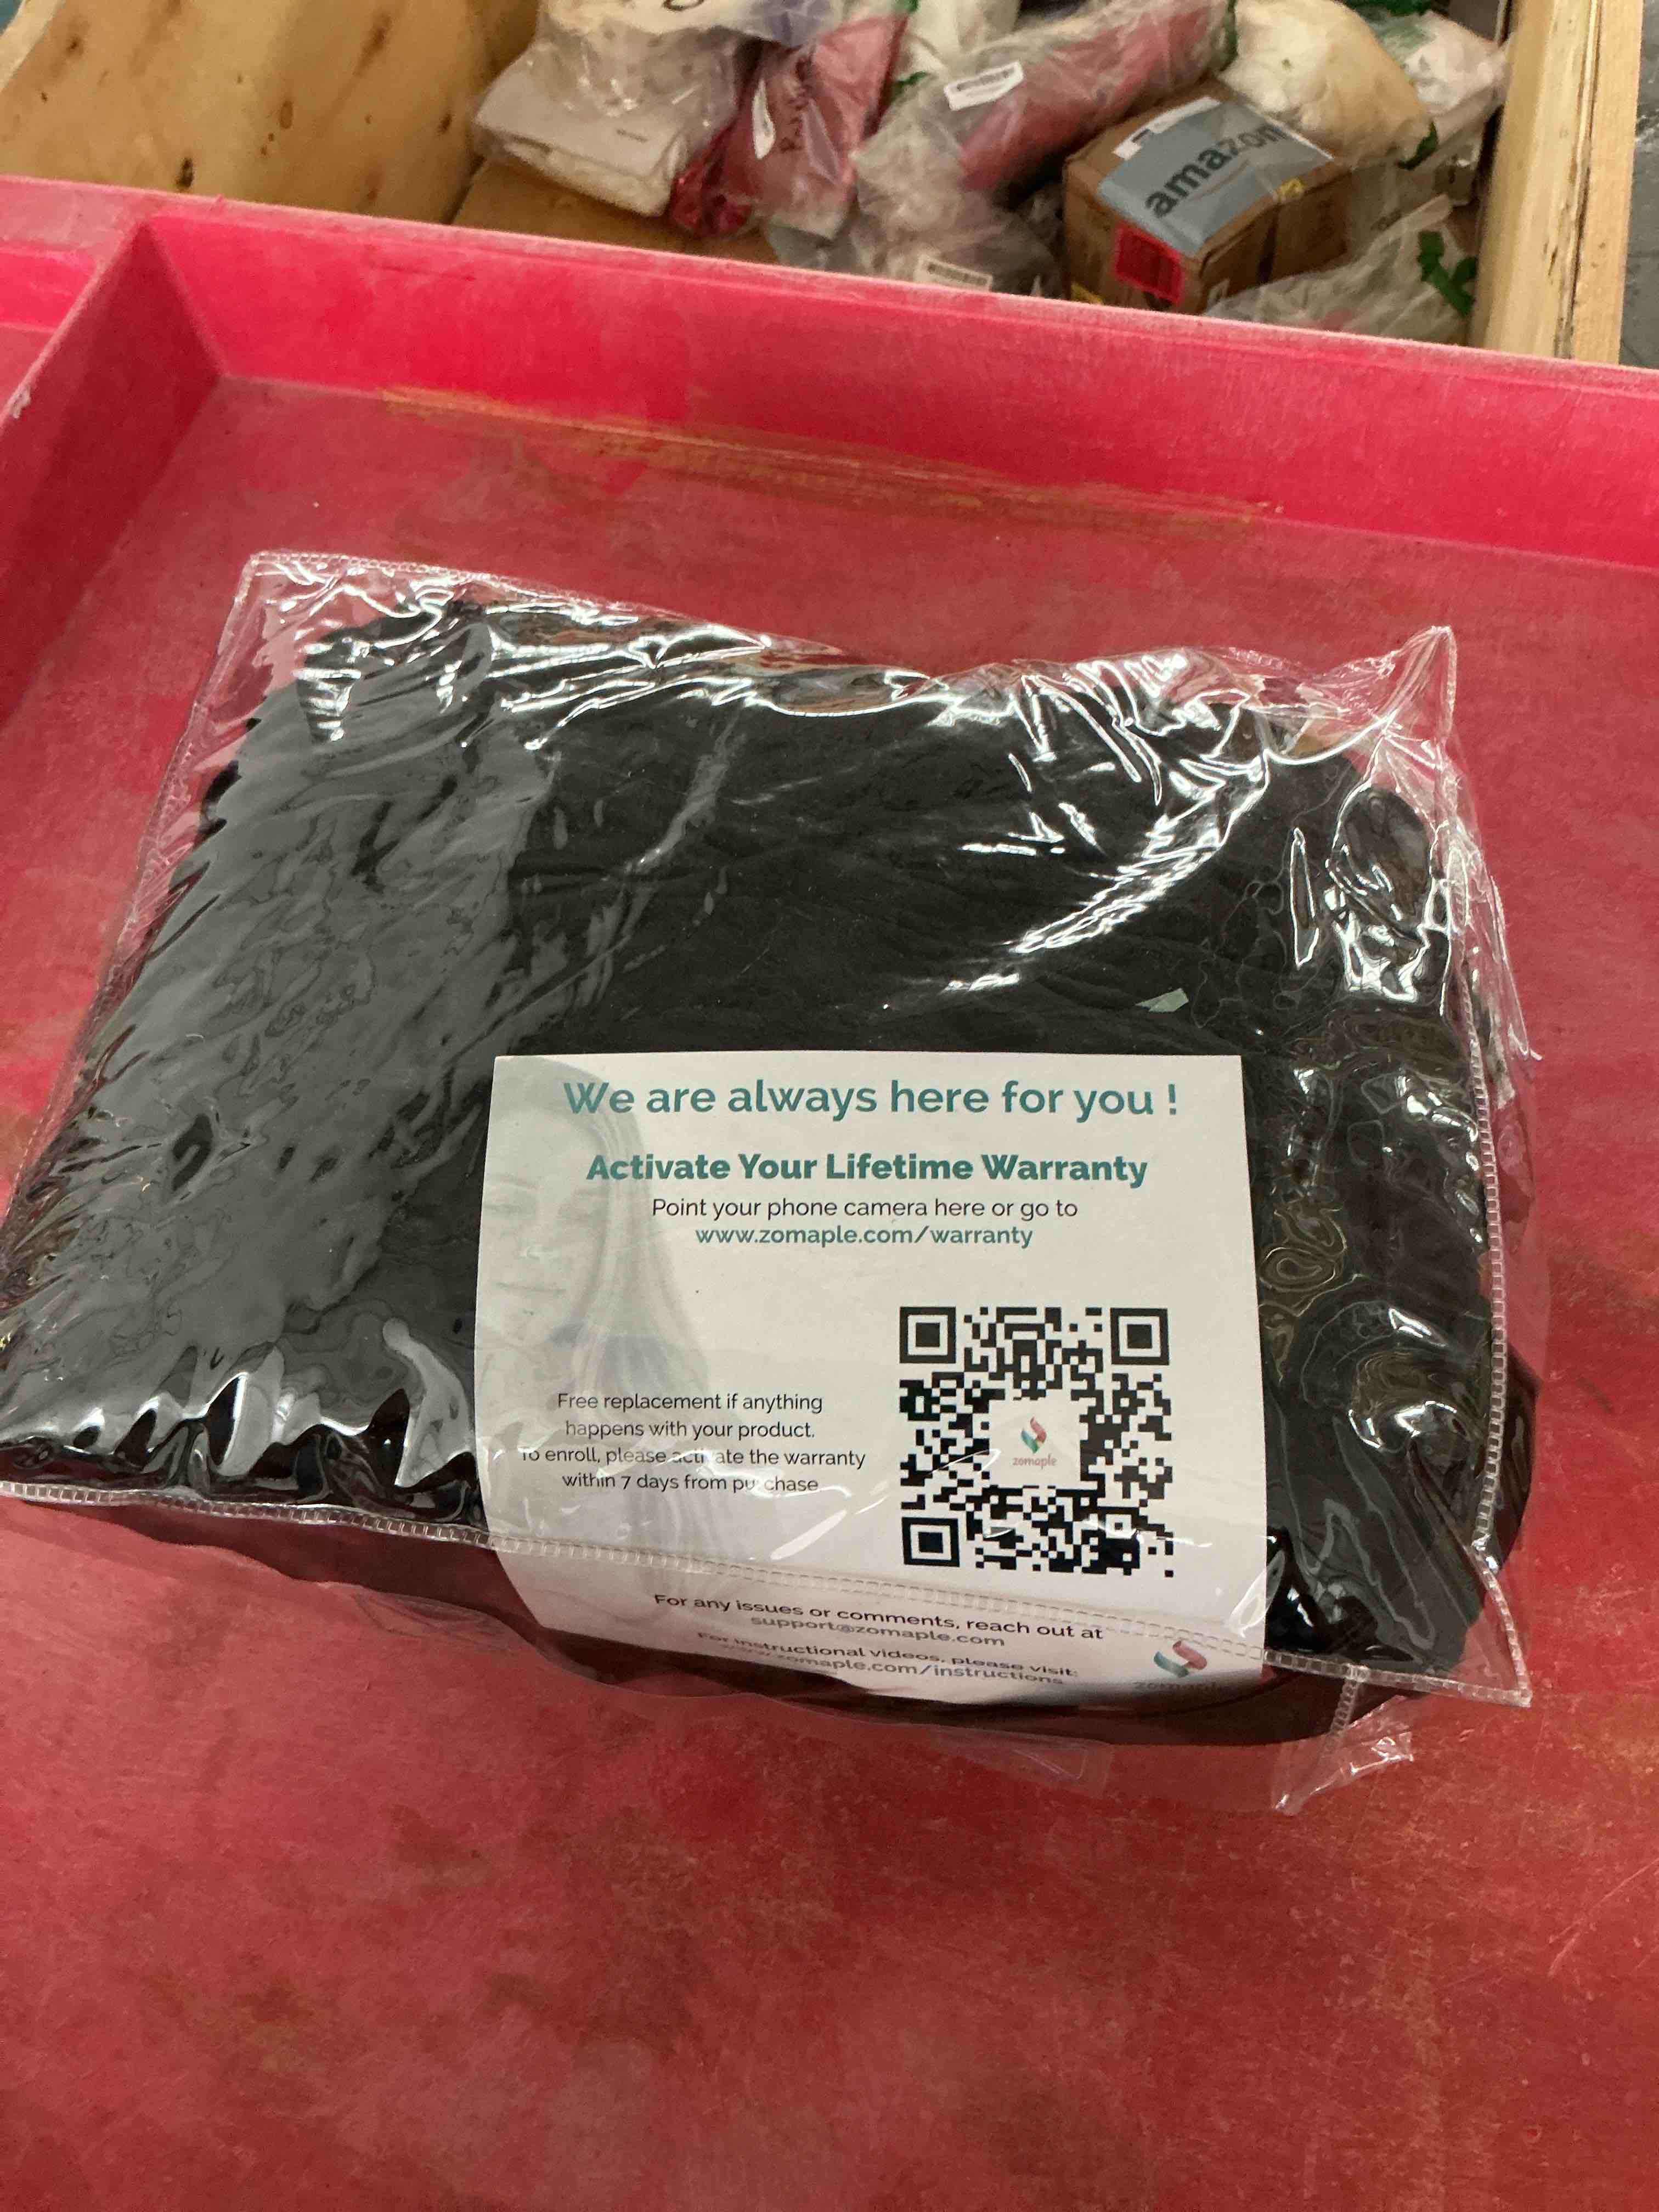 amazon
We are always here for you !
Activate Your Lifetime Warranty
Point your phone camera here or go to
www.zomaple.com/warranty
Free replacement if anything
happens with your product.
To enroll, please activate the warranty
within 7 days from purchase
zomaple
For any issues or comments, reach out at
support@zomaple.com
For instructional videos, please visit:
www.zomaple.com/instructions
zomaple